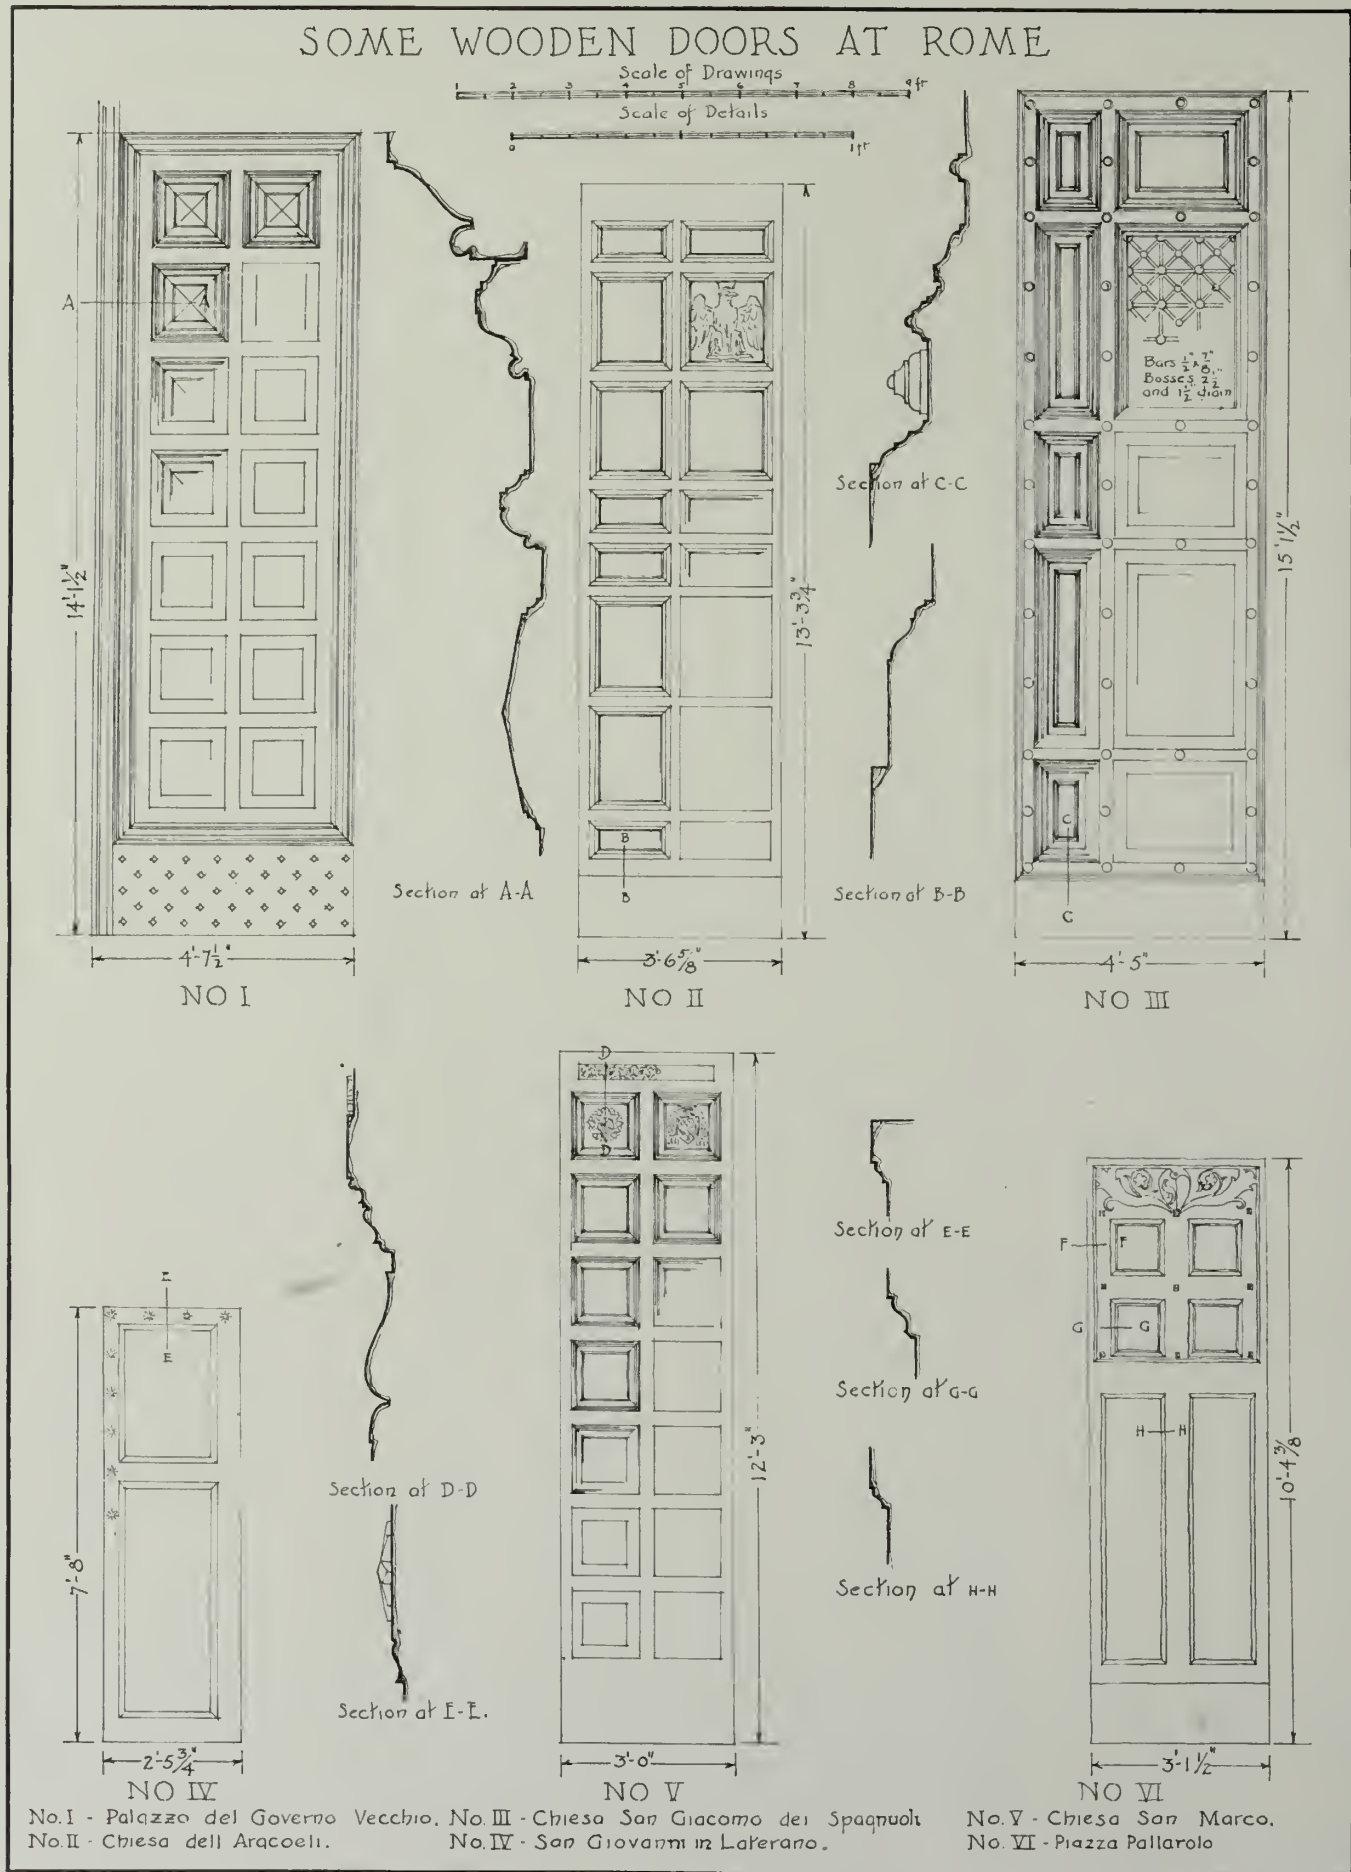 SOME WOODEN DOORS AT ROME
Scale of Drawings
1 2 3 4 5 6 7 8 9 ft
Scale of Details
0 1 ft
A A
14'-1½"
4'-7½"
NO I
Section at A-A
B
B
13'-3¾"
3'-6⅝"
NO II
Section at C-C
Section at B-B
Bars ½" x ⅞"
Bosses 2½"
and 1½" diam
C
C
15'1½"
4'-5"
NO III
E
E
7'-8"
2'-5¾"
NO IV
Section at D-D
Section at E-E.
D
D
12'-3"
3'-0"
NO V
Section at E-E
Section at G-G
Section at H-H
F F
G G
H H
10'-4⅜
3'-1½"
NO VI
No. I - Palazzo del Governo Vecchio. No. III - Chiesa San Giacomo dei Spagnuoli No. V - Chiesa San Marco.
No. II - Chiesa dell Aracoeli. No. IV - San Giovanni in Laterano. No. VI - Piazza Pallarolo